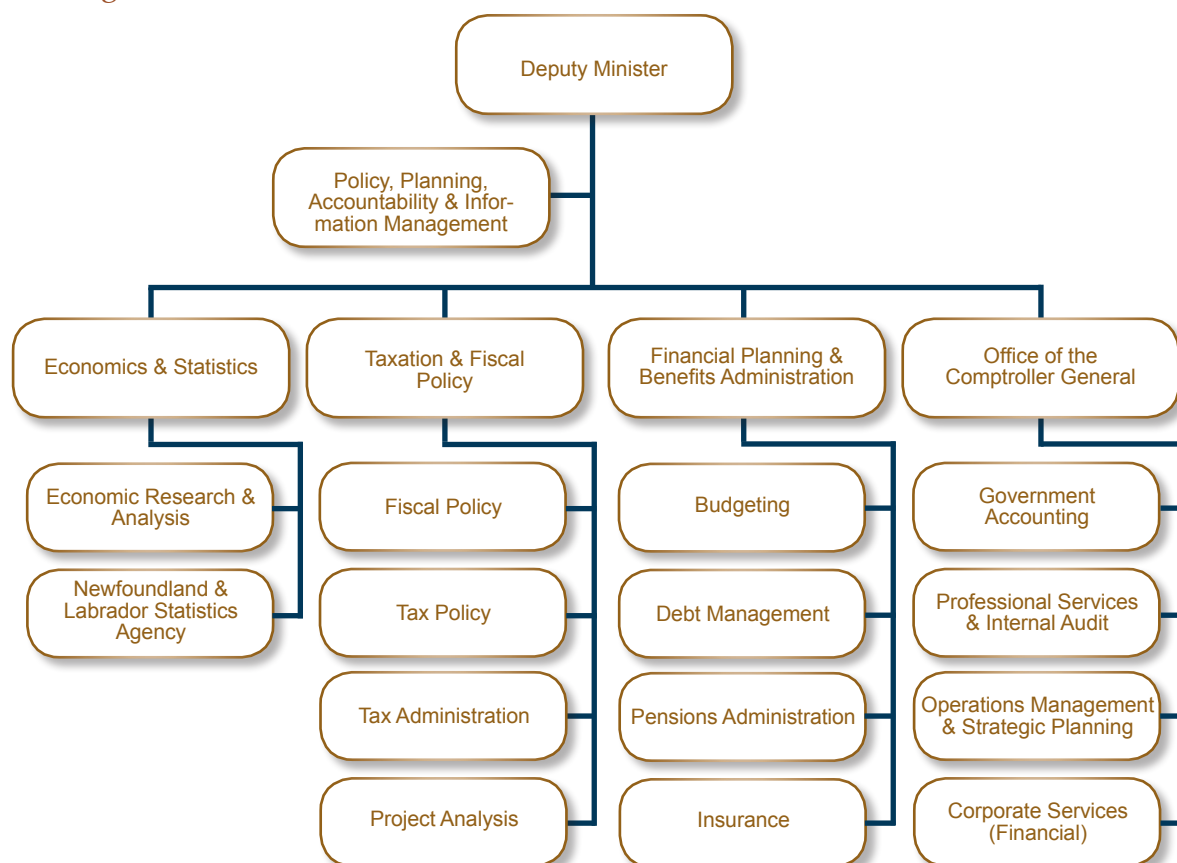 Deputy Minister
Policy, Planning,
Accountability & Infor-
mation Management
Economics & Statistics
Taxation & Fiscal
Policy
Financial Planning &
Benefits Administration
Office of the
Comptroller General
Economic Research &
Analysis
Newfoundland &
Labrador Statistics
Agency
Fiscal Policy
Tax Policy
Tax Administration
Project Analysis
Budgeting
Debt Management
Pensions Administration
Insurance
Government
Accounting
Professional Services
& Internal Audit
Operations Management
& Strategic Planning
Corporate Services
(Financial)